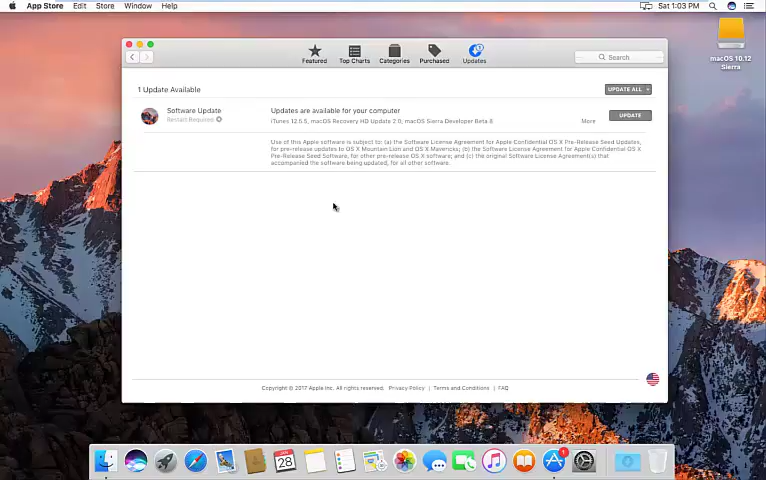 App Store Edit Store Window Help
Sat 1:03 PM
macOS 10.12
Sierra
Featured Top Charts Categories Purchased Updates
Search
1 Update Available
UPDATE ALL
Software Update
Restart Required
Updates are available for your computer
iTunes 12.6.5, macOS Recovery HD Update 2.0, macOS Sierra Developer Beta 8
More
UPDATE
Use of this Apple software is subject to: (a) the Software License Agreement for Apple Confidential OS X Pre-Release Seed Updates,
for pre-release updates to OS X Mountain Lion and OS X Mavericks; (b) the Software License Agreement for Apple Confidential OS X
Pre-Release Seed Software, for other pre-release OS X software; and (c) the original Software License Agreement(s) that
accompanied the software being updated, for all other software.
Copyright © 2017 Apple Inc. All rights reserved. Privacy Policy | Terms and Conditions | FAQ
28
1